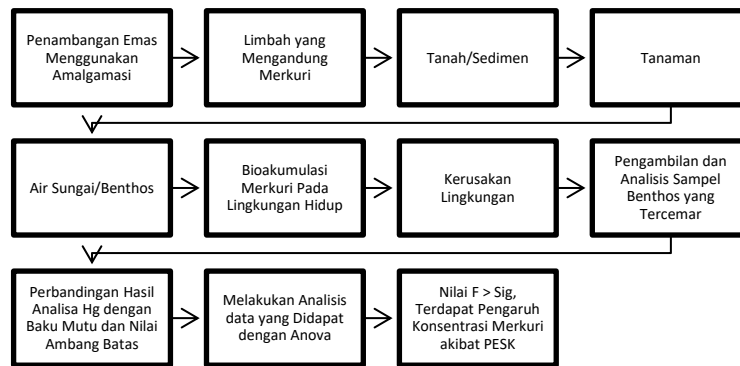 Penambangan Emas
Menggunakan
Amalgamasi
Limbah yang
Mengandung
Merkuri
Tanah/Sedimen
Tanaman
Air Sungai/Benthos
Bioakumulasi
Merkuri Pada
Lingkungan Hidup
Kerusakan
Lingkungan
Pengambilan dan
Analisis Sampel
Benthos yang
Tercemar
Perbandingan Hasil
Analisa Hg dengan
Baku Mutu dan Nilai
Ambang Batas
Melakukan Analisis
data yang Didapat
dengan Anova
Nilai F > Sig,
Terdapat Pengaruh
Konsentrasi Merkuri
akibat PESK